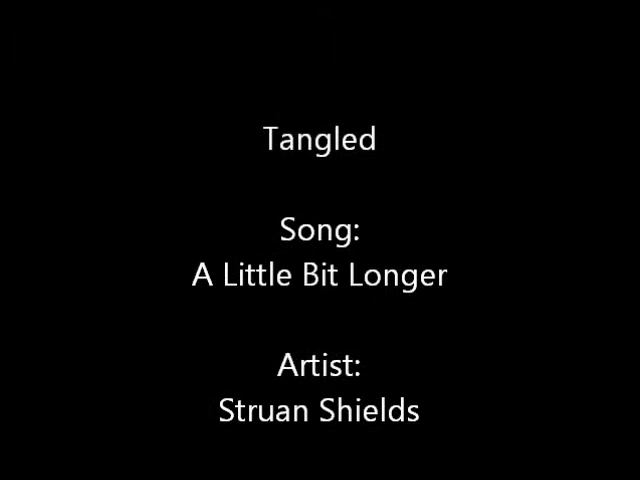 Tangled
Song:
A Little Bit Longer
Artist:
Struan Shields